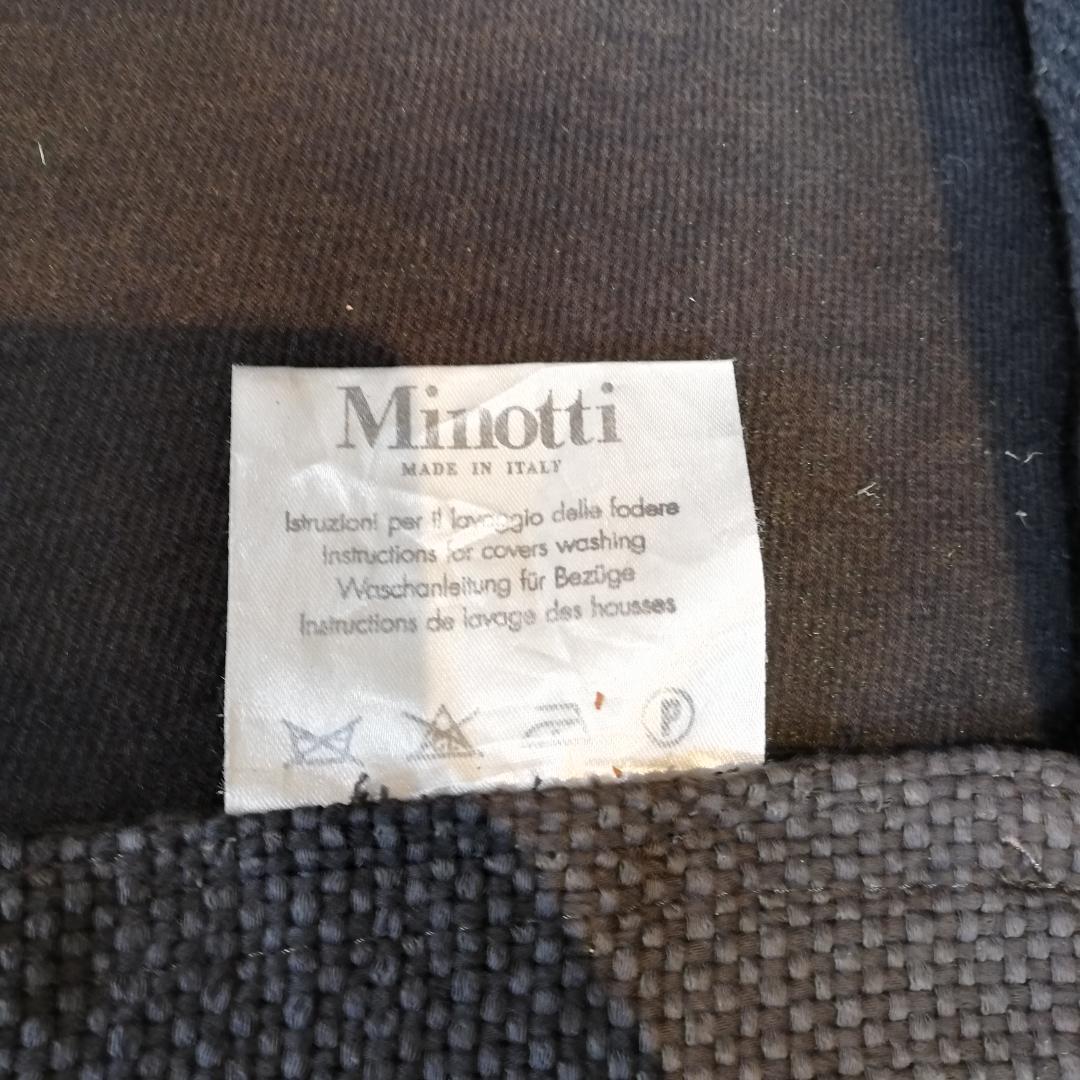 Minotti
MADE IN ITALY
Istruzioni per il lavaggio delle fodere
Instructions for covers washing
Waschanleitung für Bezüge
Instructions de lavage des housses
P